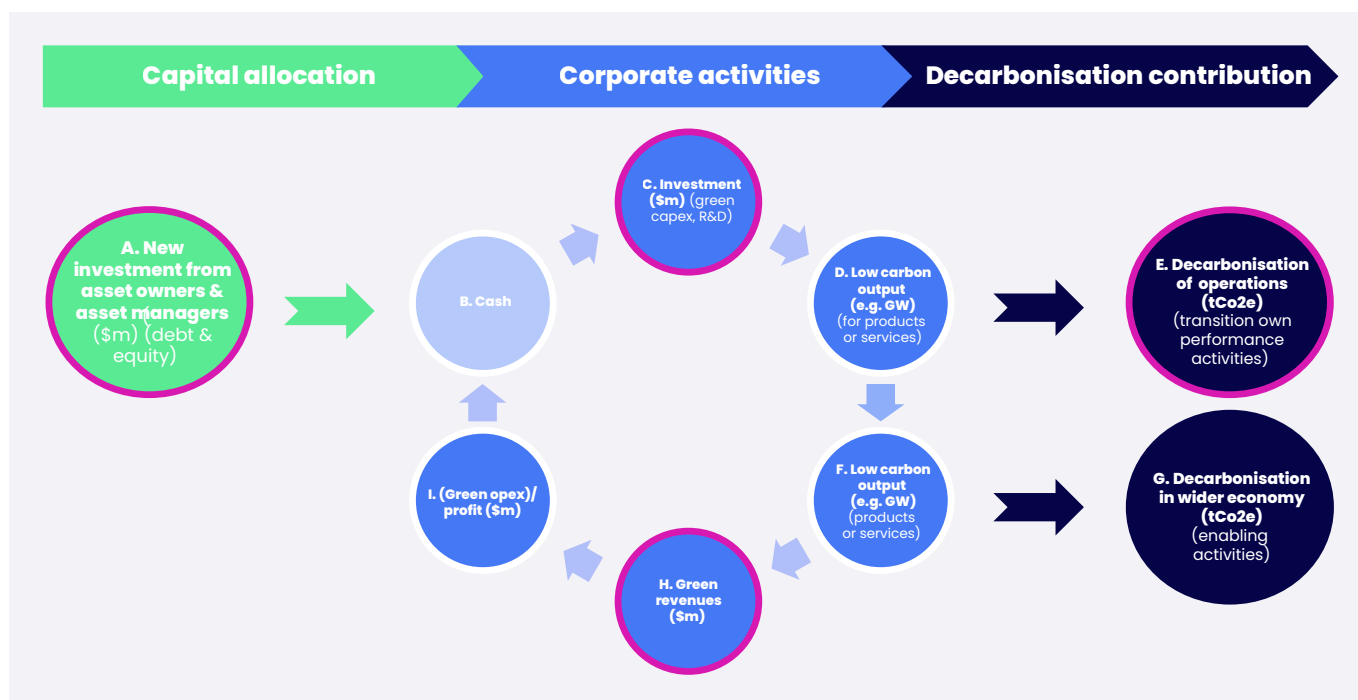 Capital allocation
Corporate activities
Decarbonisation contribution
A. New
investment from
asset owners &
asset managers
($m) (debt &
equity)
(
B. Cash
C. Investment
($m) (green
capex, R&D)
D. Low carbon
output
(e.g. GW)
(for products
or services)
E. Decarbonisation
of operations
(tCo2e)
(transition own
performance
activities)
F. Low carbon
output
(e.g. GW)
(products
or services)
G. Decarbonisation
in wider economy
(tCo2e)
(enabling
activities)
H. Green
revenues
($m)
I. (Green opex)/
profit ($m)